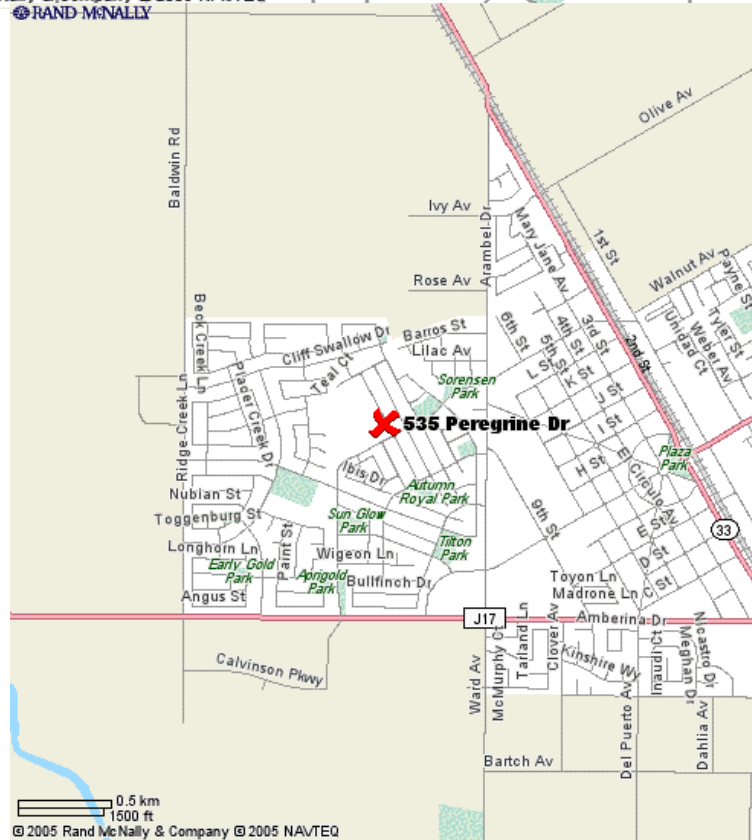 RAND McNALLY
Olive Av
Baldwin Rd
Ivy Av
Arambel Dr
Mary Jane Av
1st St
Walnut Av
Payne St
Rose Av
Tyler St
Weber Av
Unidad Ct
Beck Creek Ln
Cliff Swallow Dr
Barros St
6th St
5th St
4th St
3rd St
2nd St
Lilac Av
L St
K St
Teal Ct
Placer Creek Dr
Sorensen
Park
J St
I St
535 Peregrine Dr
Ridge Creek Ln
Plaza
Park
H St
El Circulo Av
Ibis Dr
Autumn
Royal Park
Nubian St
9th St
Toggenburg St
Sun Glow
Park
33
E St
D St
C St
Longhorn Ln
Paint St
Wigeon Ln
Tilton
Park
Early Gold
Park
Aprigold
Park
Bullfinch Dr
Toyon Ln
Madrone Ln
Angus St
J17
Amberina Dr
Tarland Ln
Clover Av
McMurphy Ct
Ward Av
Kinshire Wy
Inaudi Ct
Meghan Dr
Nicastro Dr
Calvinson Pkwy
Del Puerto Av
Dahlia Av
Bartch Av
0.5 km
1500 ft
© 2005 Rand McNally & Company © 2005 NAVTEQ